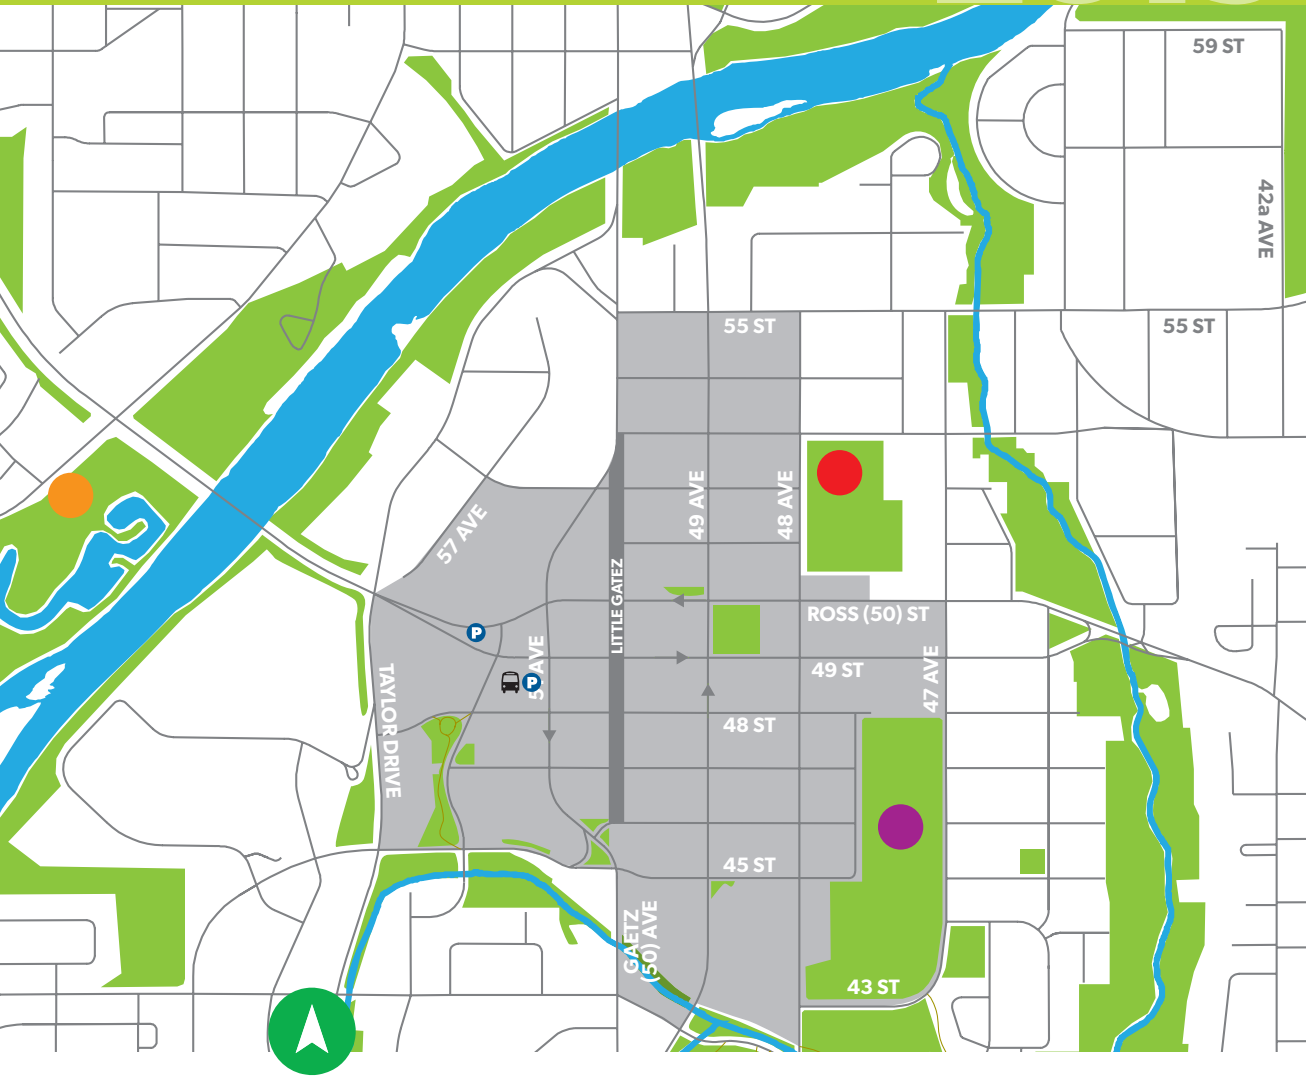 59 ST
42a AVE
55 ST
55 ST
49 AVE
48 AVE
57 AVE
LITTLE GATEZ
ROSS (50) ST
P
AVE
P
49 ST
47 AVE
TAYLOR DRIVE
48 ST
45 ST
GAETZ
(50) AVE
43 ST